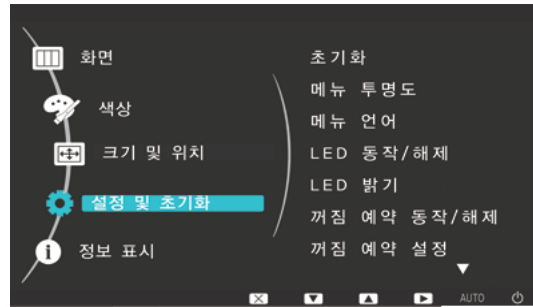 화면
색상
크기 및 위치
설정 및 초기화
정보 표시
초기화
메뉴 투명도
메뉴 언어
LED 동작/해제
LED 밝기
꺼짐 예약 동작/해제
꺼짐 예약 설정
AUTO